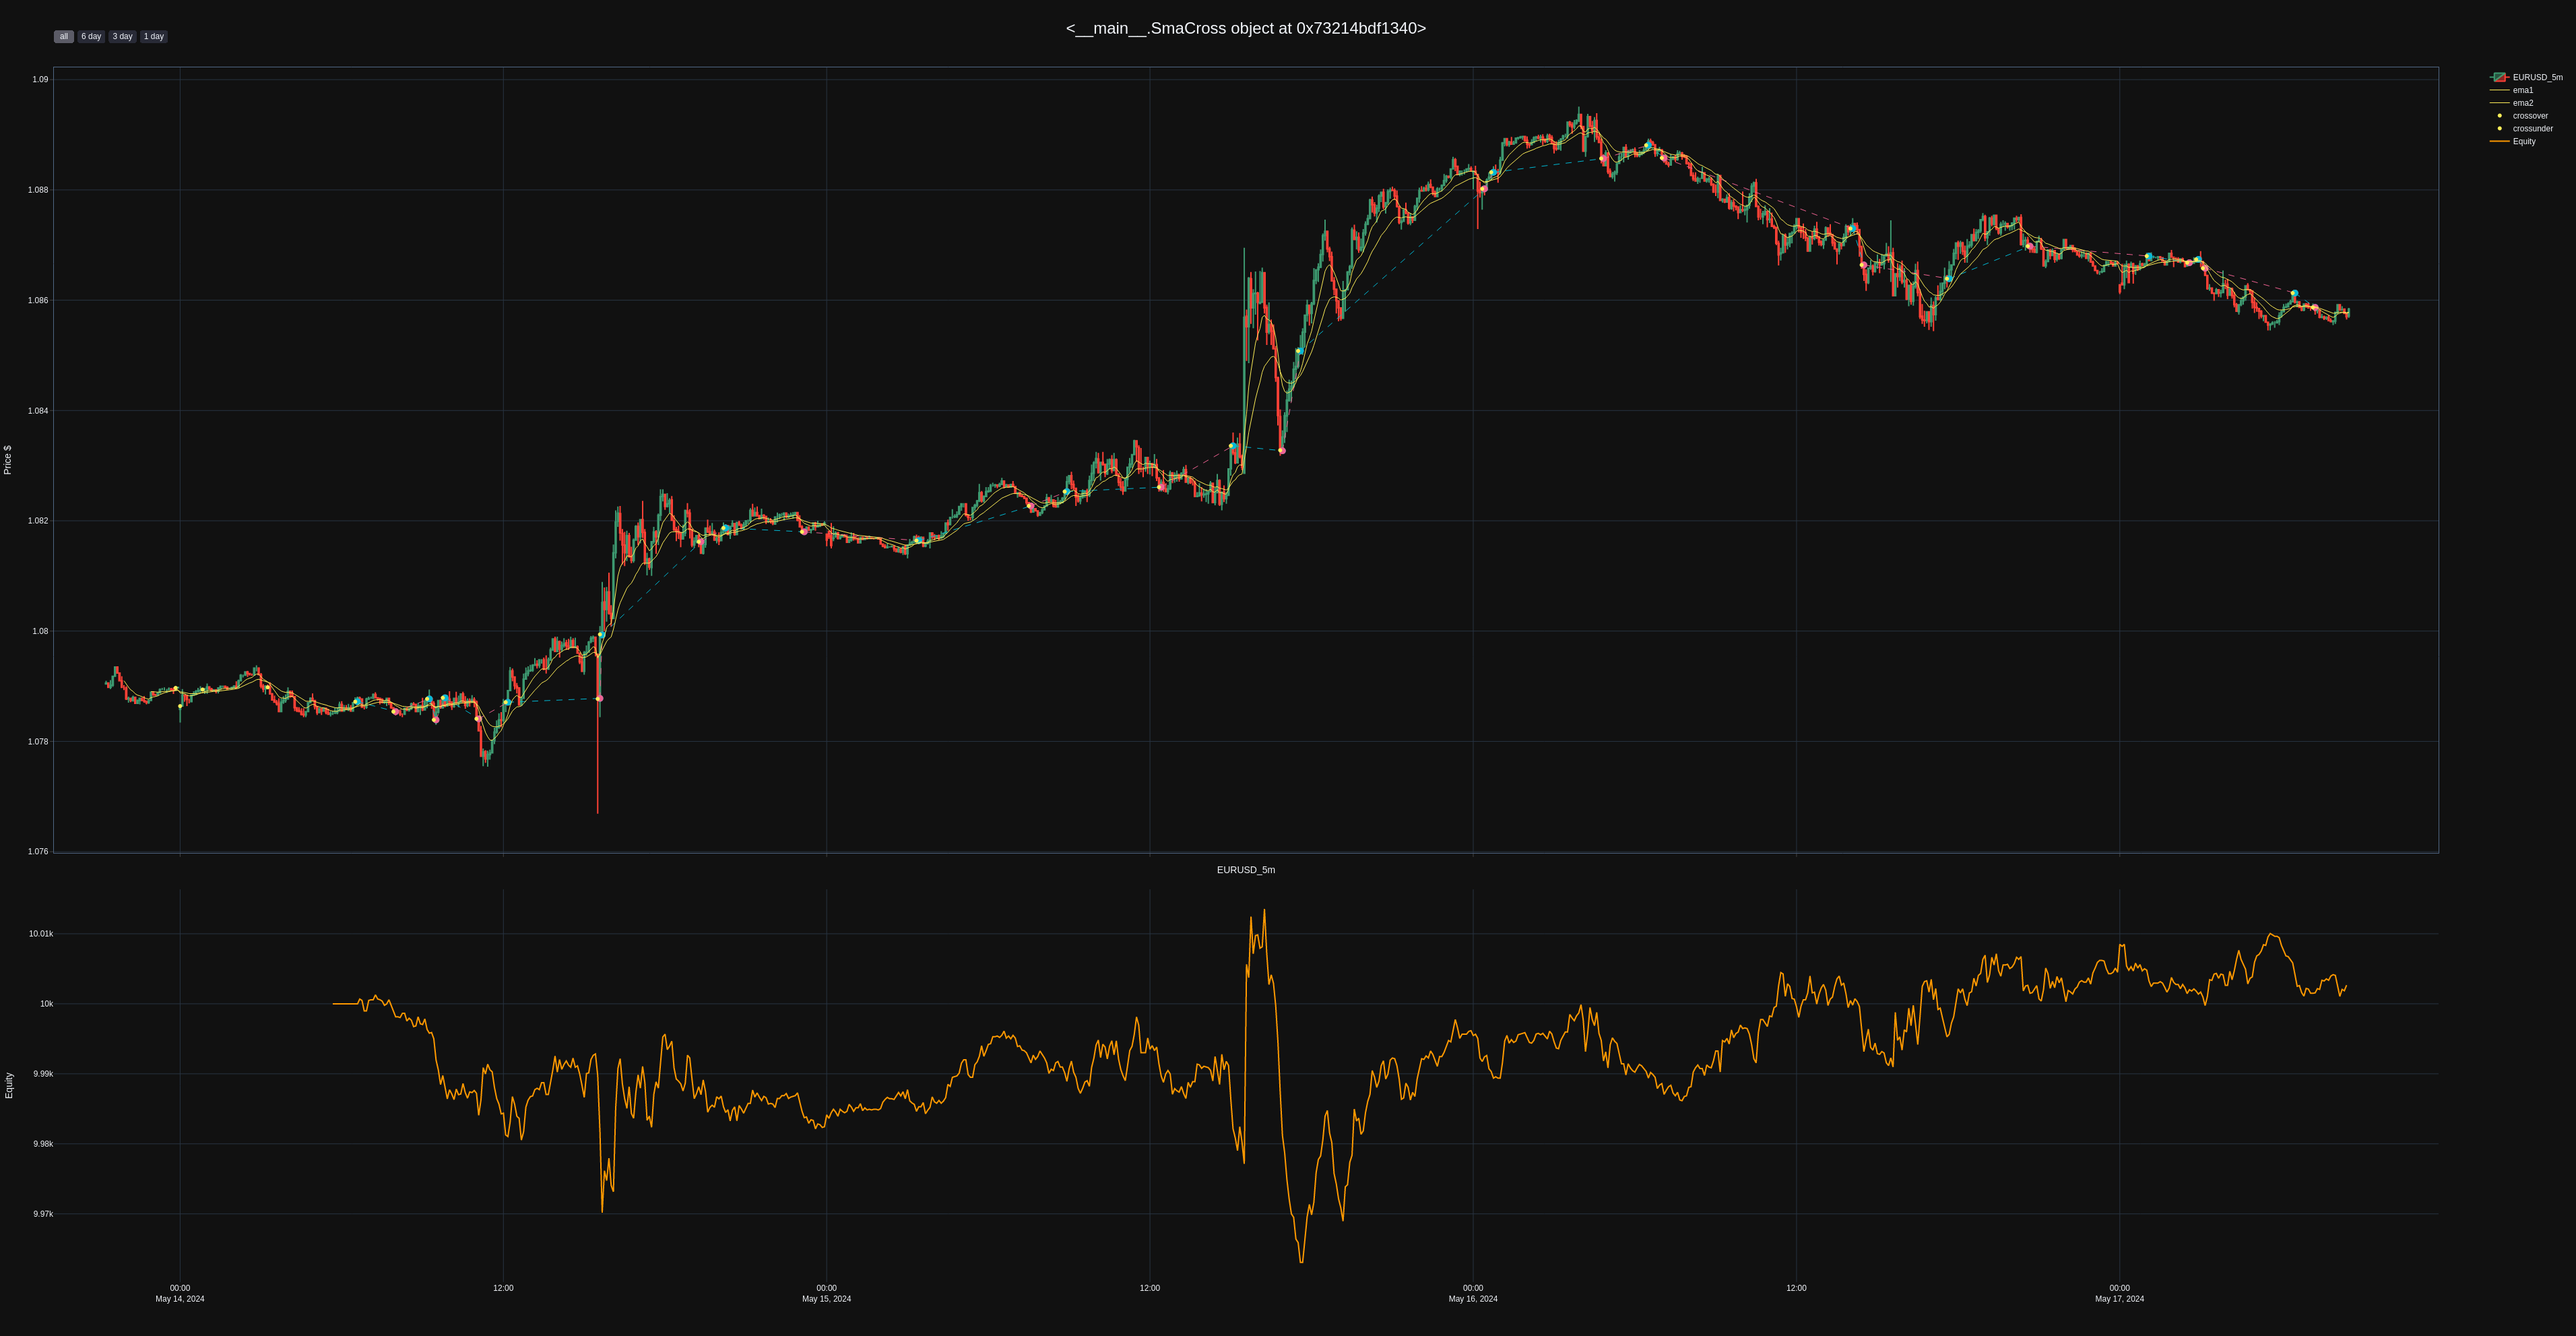 <__main__.SmaCross object at 0x73214bdf1340>
all 6 day 3 day 1 day
1.09
1.088
1.086
1.084
1.082
1.08
1.078
1.076
Price $
EURUSD_5m
ema1
ema2
crossover
crossunder
Equity
EURUSD_5m
10.01k
10k
9.99k
9.98k
9.97k
Equity
00:00 12:00 00:00 12:00 00:00 12:00 00:00
May 14, 2024 May 15, 2024 May 16, 2024 May 17, 2024